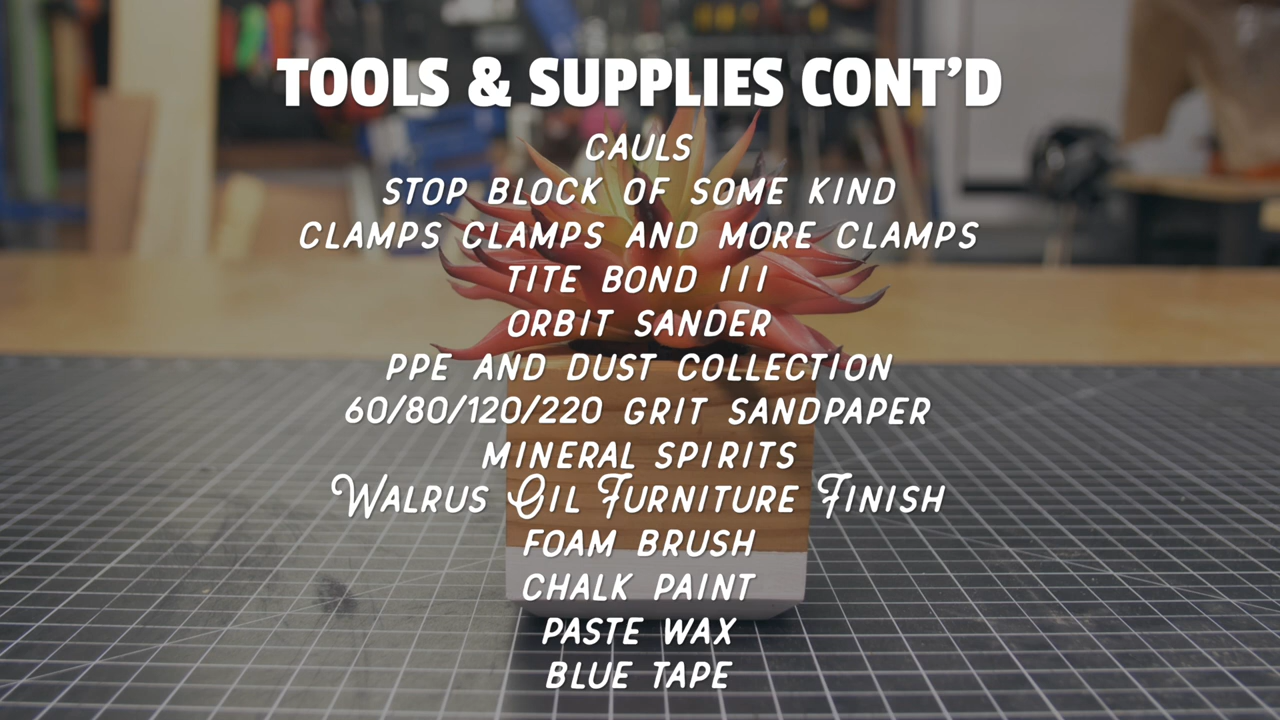 TOOLS & SUPPLIES CONT'D
CAULS
STOP BLOCK OF SOME KIND
CLAMPS CLAMPS AND MORE CLAMPS
TITE BOND III
ORBIT SANDER
PPE AND DUST COLLECTION
60/80/120/220 GRIT SANDPAPER
MINERAL SPIRITS
WALRUS OIL FURNITURE FINISH
FOAM BRUSH
CHALK PAINT
PASTE WAX
BLUE TAPE